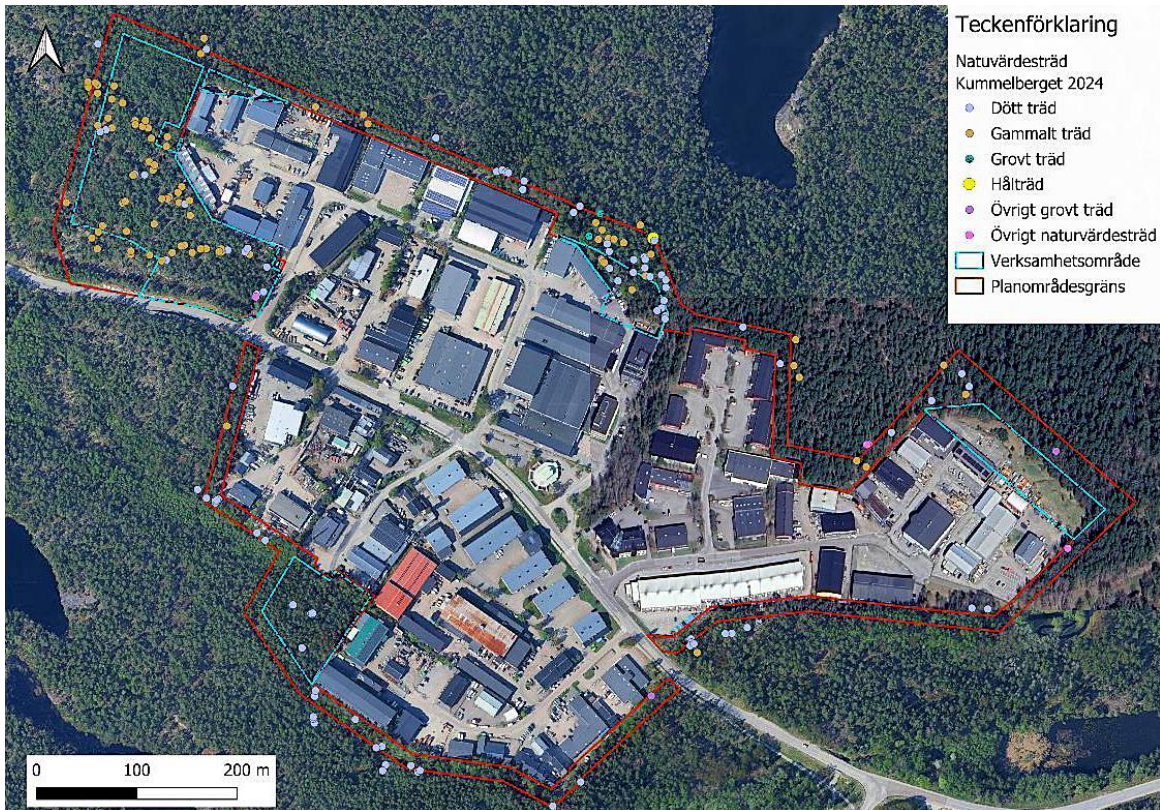 Teckenförklaring
Natuvärdesträd
Kummelberget 2024
Dött träd
Gammalt träd
Grovt träd
Hålträd
Övrigt grovt träd
Övrigt naturvärdesträd
Verksamhetsområde
Planområdesgräns
0 100 200 m